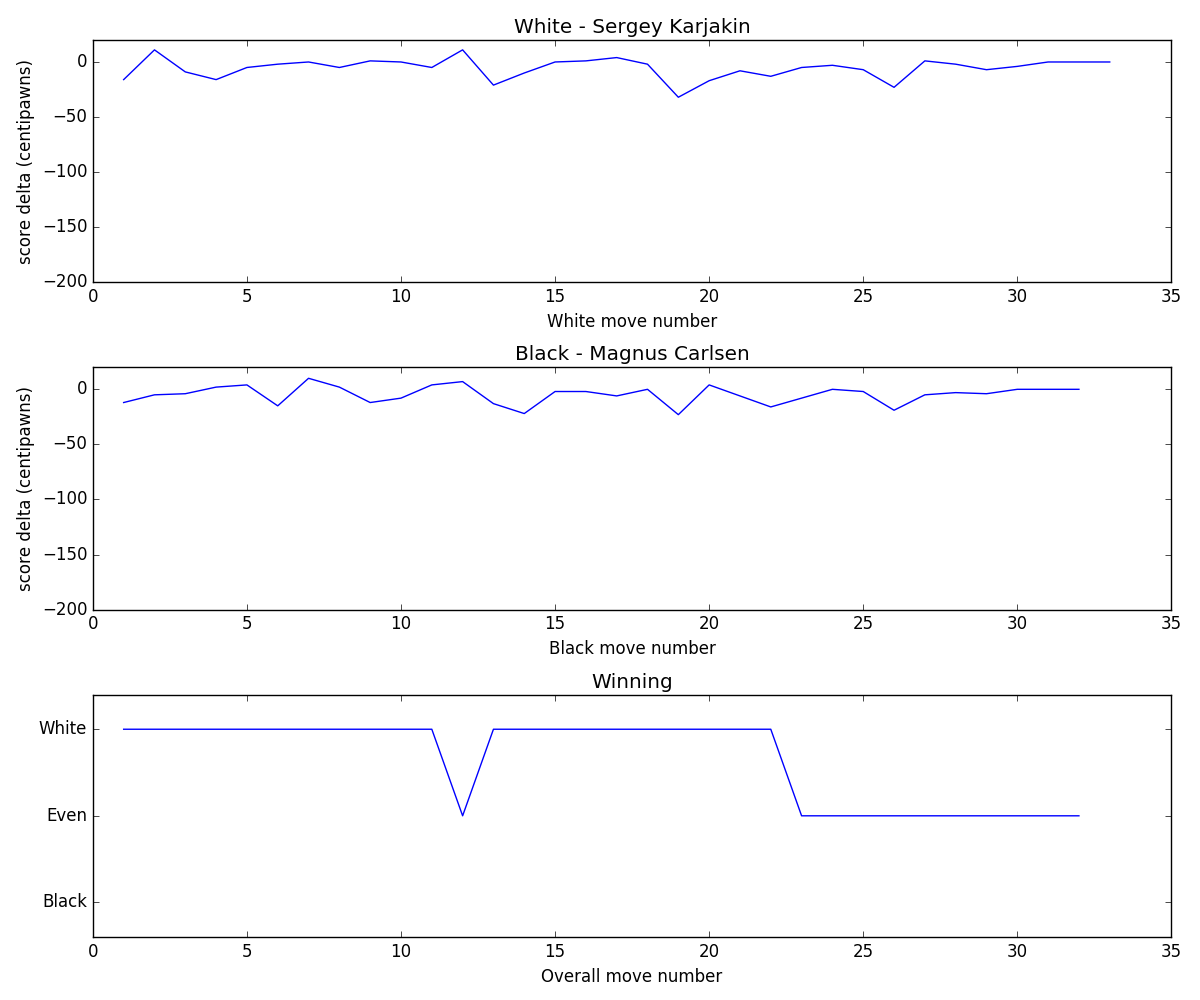 White - Sergey Karjakin
score delta (centipawns)
0
−50
−100
−150
−200
0 5 10 15 20 25 30 35
White move number
Black - Magnus Carlsen
score delta (centipawns)
0
−50
−100
−150
−200
0 5 10 15 20 25 30 35
Black move number
Winning
White
Even
Black
0 5 10 15 20 25 30 35
Overall move number